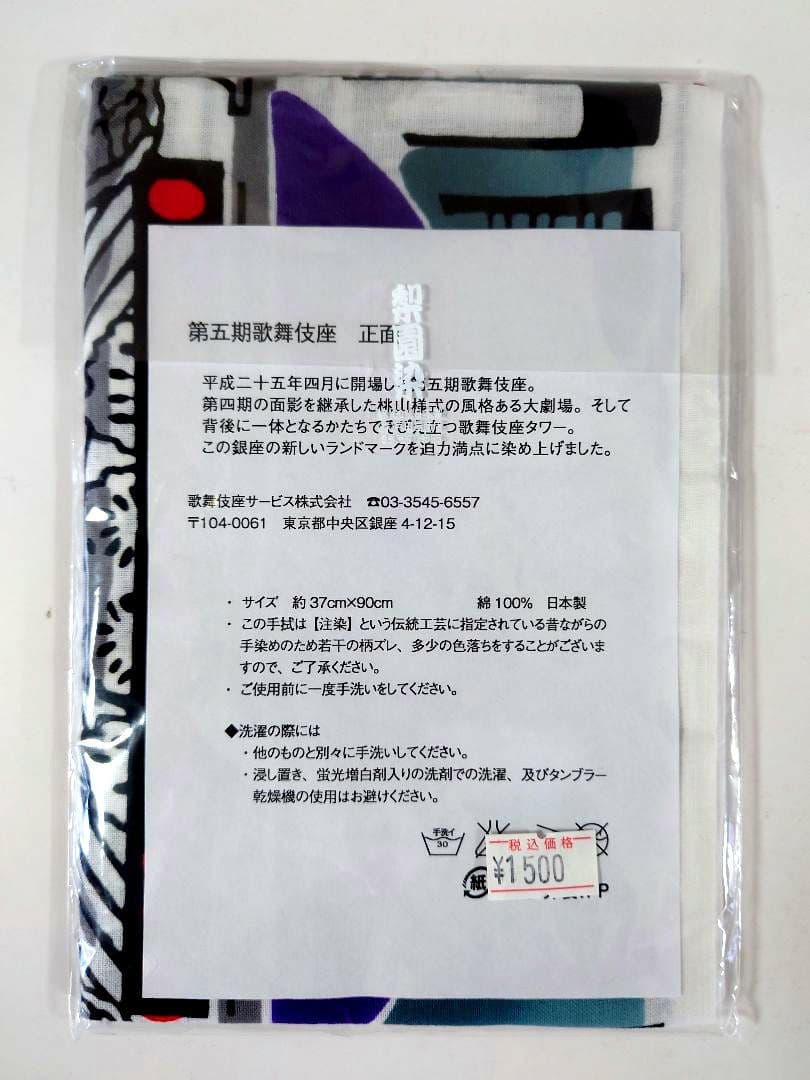 梨園染
第五期歌舞伎座　正面
平成二十五年四月に開場し　五期歌舞伎座。
第四期の面影を継承した桃山様式の風格ある大劇場。そして
背後に一体となるかたちでそびえ立つ歌舞伎座タワー。
この銀座の新しいランドマークを迫力満点に染め上げました。
歌舞伎座サービス株式会社　☎03-3545-6557
〒104-0061　東京都中央区銀座 4-12-15
・ サイズ　約 37cm×90cm　綿 100%　日本製
・ この手拭は【注染】という伝統工芸に指定されている昔ながらの
手染めのため若干の柄ズレ、多少の色落ちをすることがございま
すので、ご了承ください。
・ ご使用前に一度手洗いをしてください。
◆洗濯の際には
・他のものと別々に手洗いしてください。
・浸し置き、蛍光増白剤入りの洗剤での洗濯、及びタンブラー
乾燥機の使用はお避けください。
手洗イ
30
税込価格
¥1500
紙
P